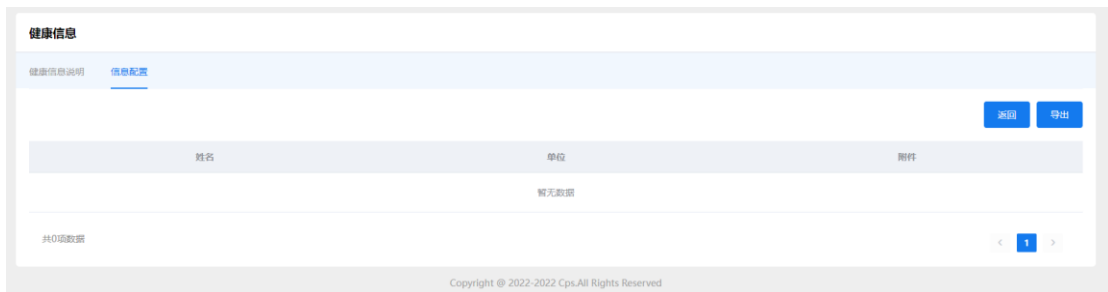 健康信息
健康信息说明 信息配置
返回 导出
姓名 单位 附件
暂无数据
共0项数据 < 1 >
Copyright @ 2022-2022 Cps.All Rights Reserved